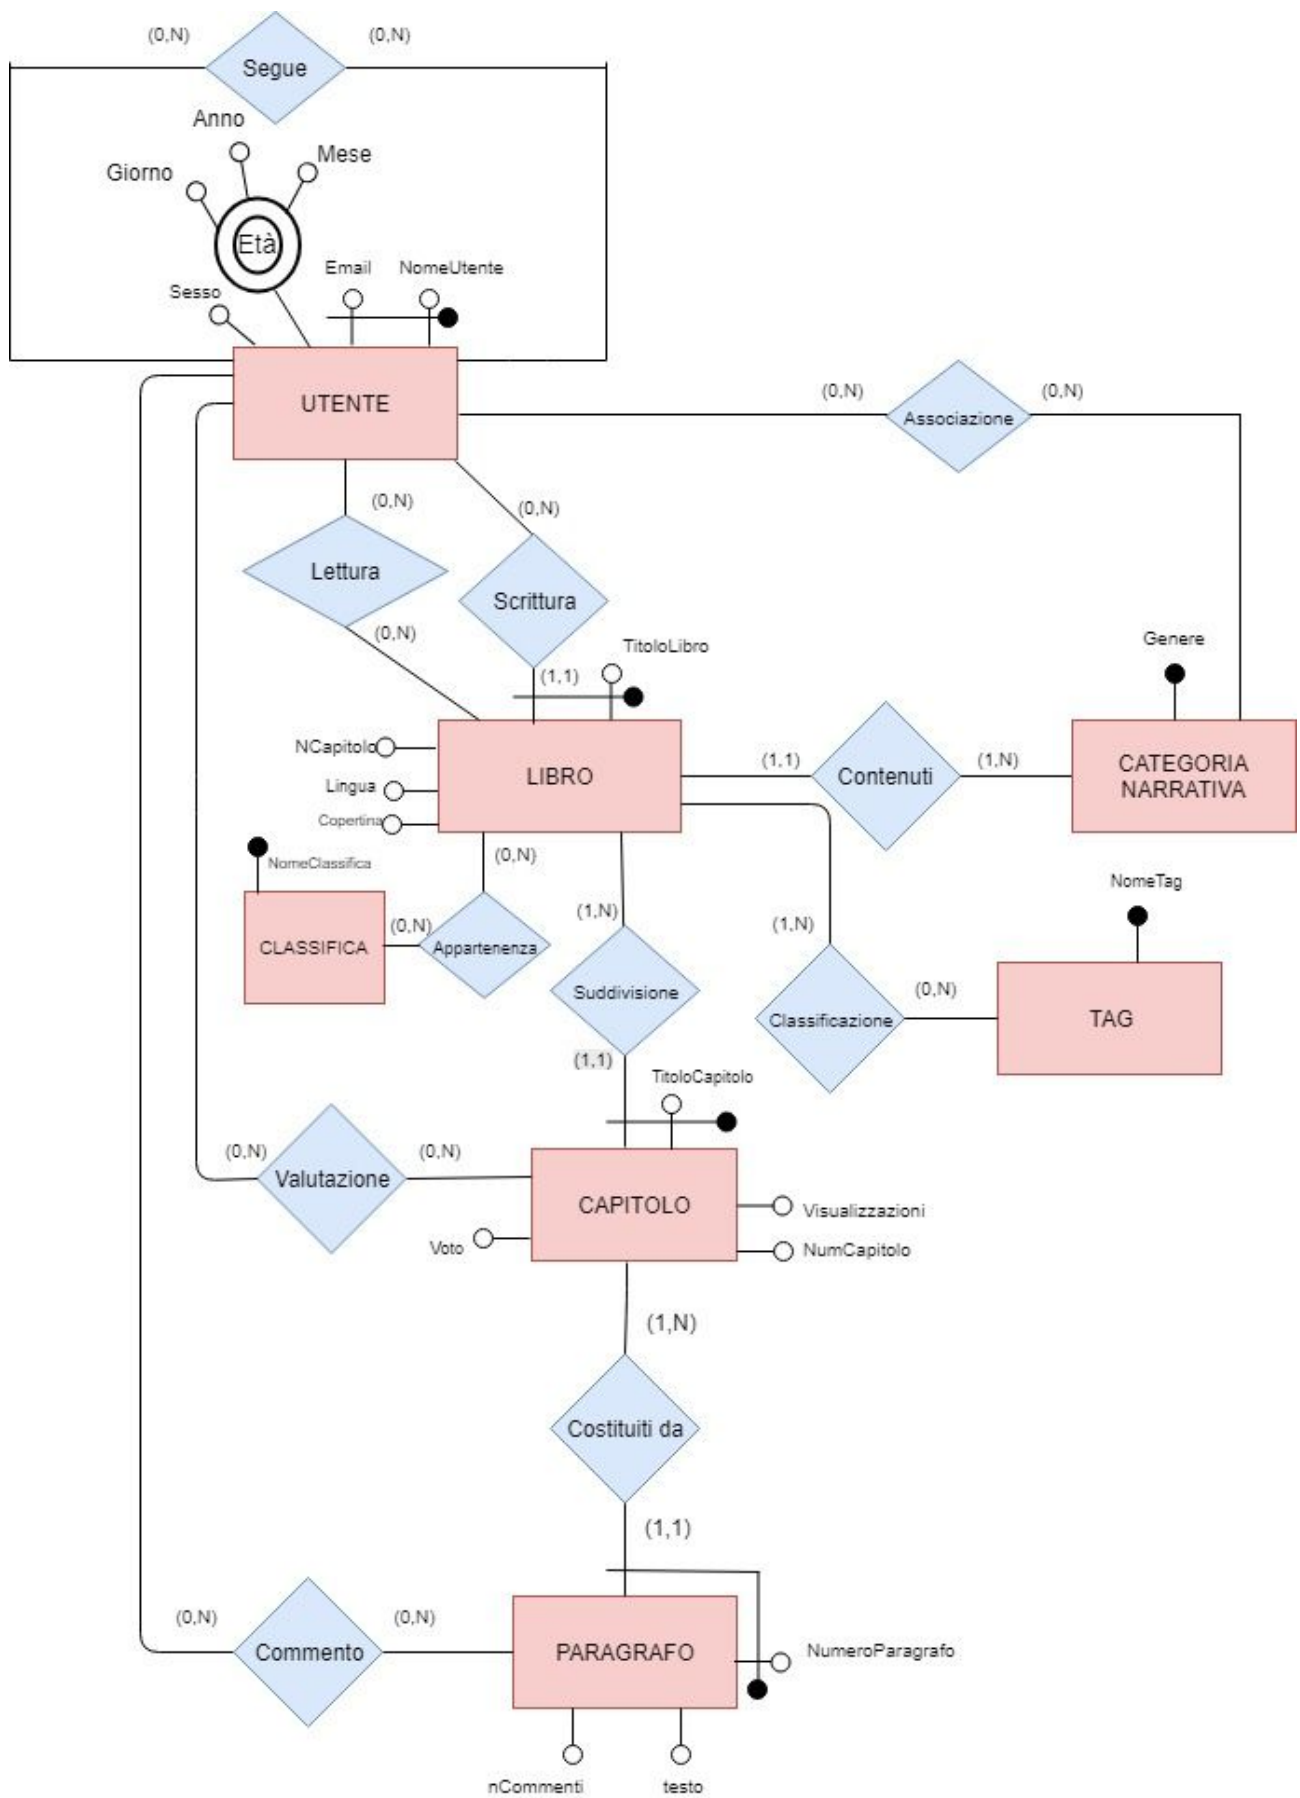 (0,N)
(0,N)
Segue
Anno
Mese
Giorno
Età
Email
NomeUtente
Sesso
UTENTE
(0,N)
(0,N)
Associazione
(0,N)
(0,N)
Lettura
Scrittura
(0,N)
TitoloLibro
Genere
(1,1)
NCapitolo
LIBRO
(1,1)
Contenuti
(1,N)
CATEGORIA
NARRATIVA
Lingua
Copertina
NomeClassifica
(0,N)
NomeTag
(1,N)
(1,N)
(0,N)
CLASSIFICA
Appartenenza
Suddivisione
(0,N)
Classificazione
TAG
(1,1)
TitoloCapitolo
(0,N)
Valutazione
(0,N)
CAPITOLO
Visualizzazioni
Voto
NumCapitolo
(1,N)
Costituiti da
(1,1)
(0,N)
(0,N)
Commento
PARAGRAFO
NumeroParagrafo
nCommenti
testo